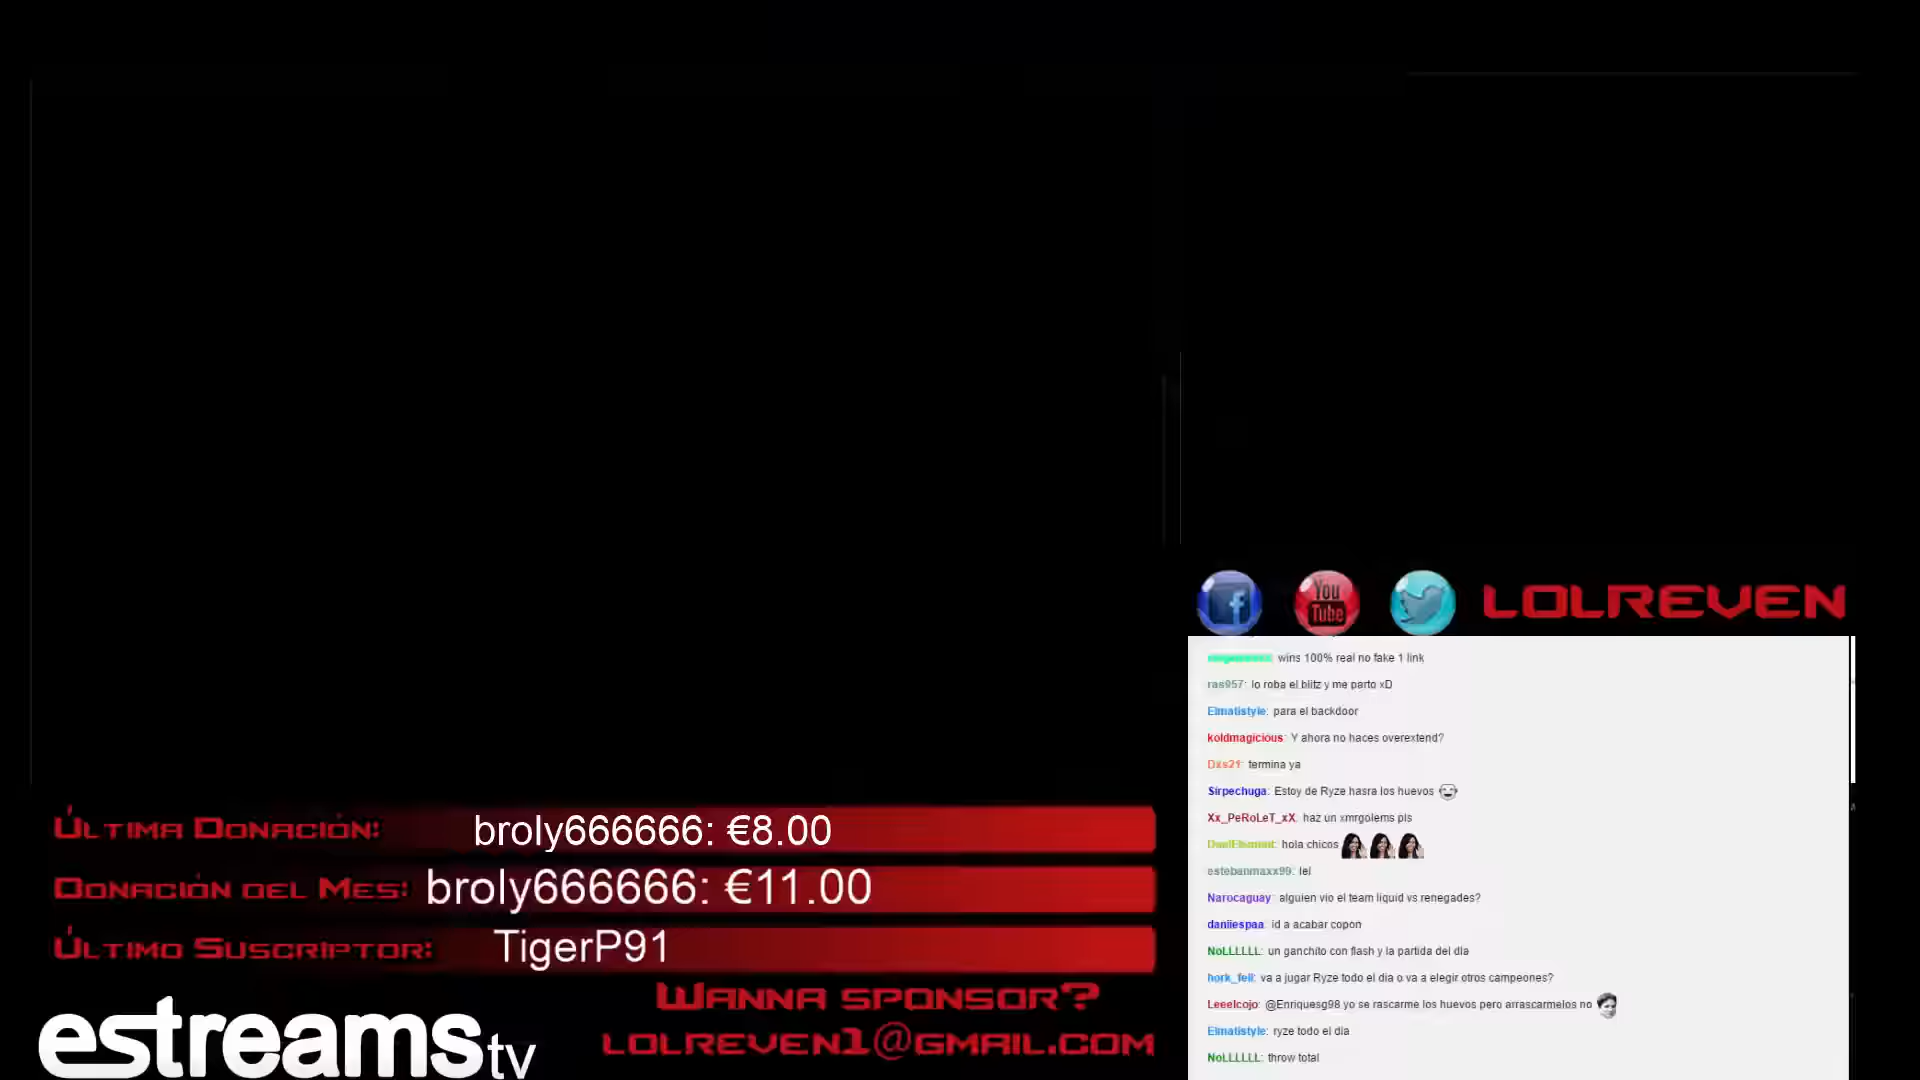 f You Tube LOLREVEN
wins 100% real no fake 1 link
ras957: lo roba el blitz y me parto xD
Elmatistyle: para el backdoor
koldmagicious: Y ahora no haces overextend?
Dxs21: termina ya
Sirpechuga: Estoy de Ryze hasra los huevos
Xx_PeRoLeT_xX: haz un xmrgolems pls
hola chicos
estebanmaxx99: lel
Narocaguay: alguien vio el team liquid vs renegades?
daniiespaa: id a acabar copon
NoLLLLLL: un ganchito con flash y la partida del dia
hork_fell: va a jugar Ryze todo el dia o va a elegir otros campeones?
Leeelcojo: @Enriquesg98 yo se rascarme los huevos pero arrascarmelos no
Elmatistyle: ryze todo el dia
NoLLLLLL: throw total
Última Donación: broly666666: €8.00
Donación del Mes: broly666666: €11.00
Último Suscriptor: TigerP91
Wanna sponsor?
lolreven1@gmail.com
estreams tv